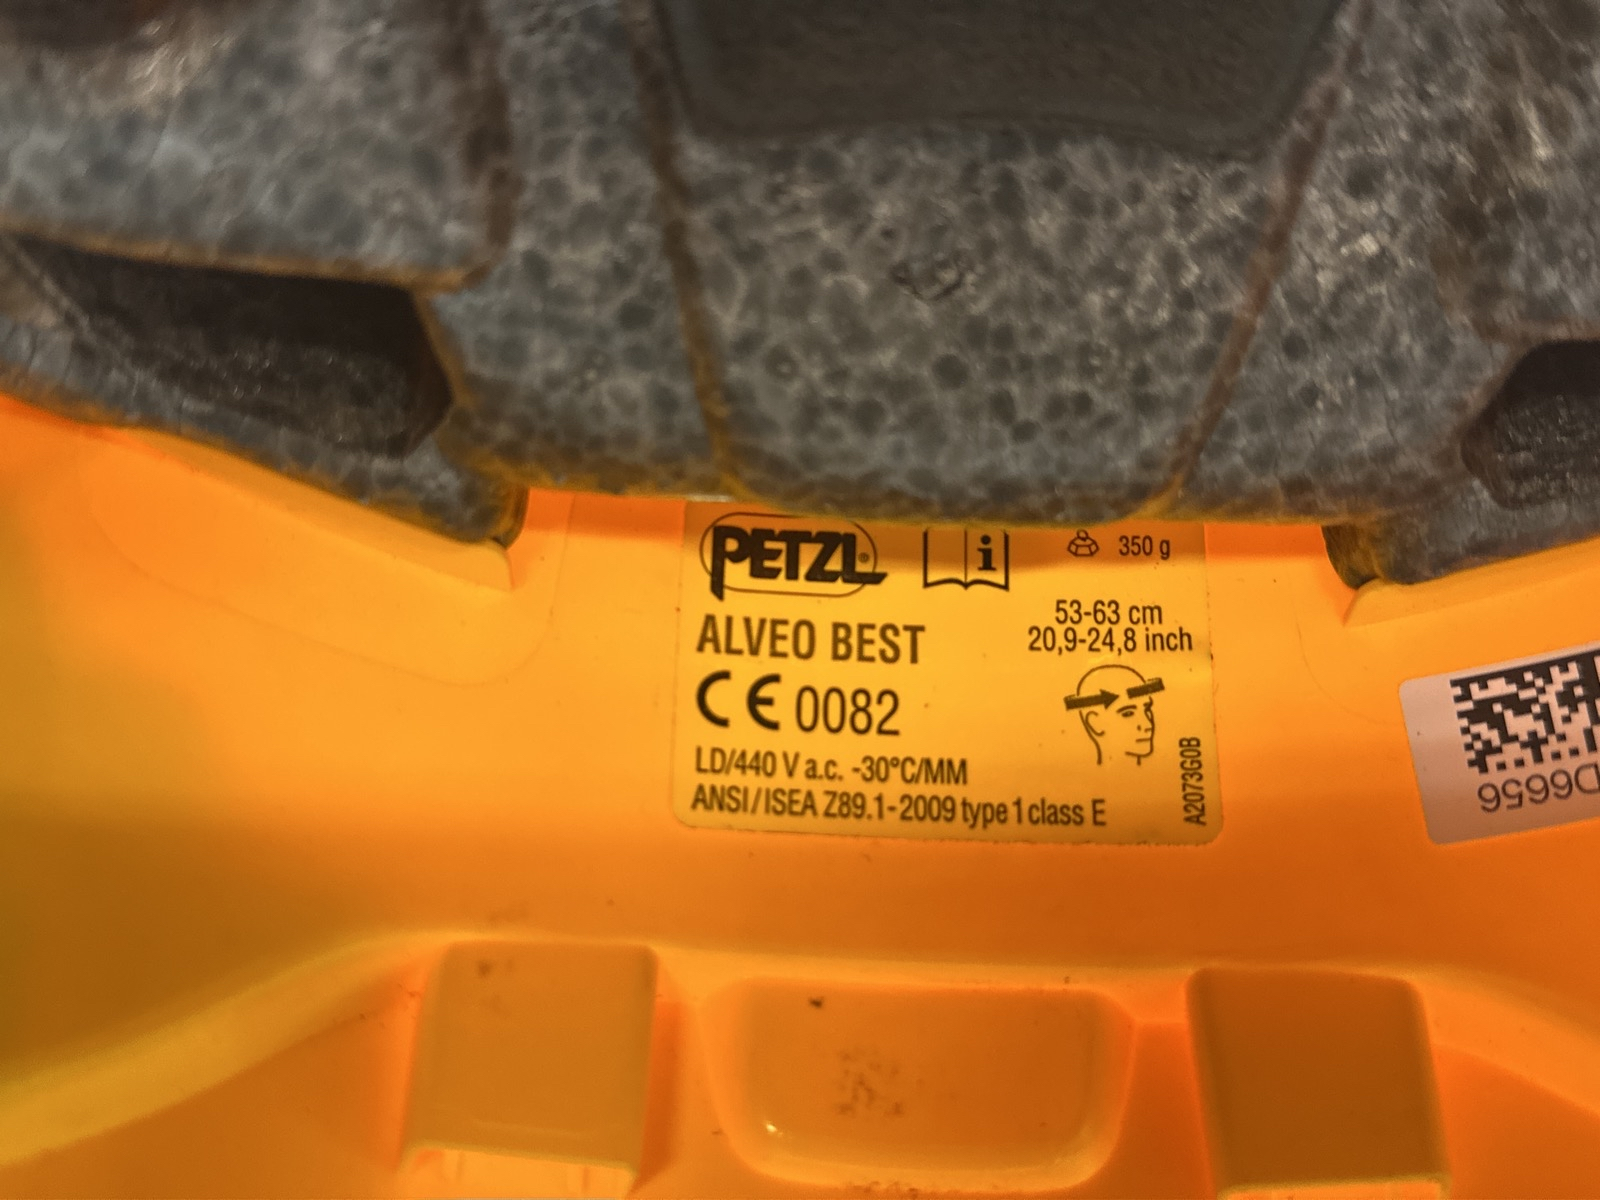 PETZL®
i
350 g
53-63 cm
20,9-24,8 inch
ALVEO BEST
CE 0082
LD/440 V a.c. -30°C/MM
ANSI/ISEA Z89.1-2009 type 1 class E
A2073G0B
D6656